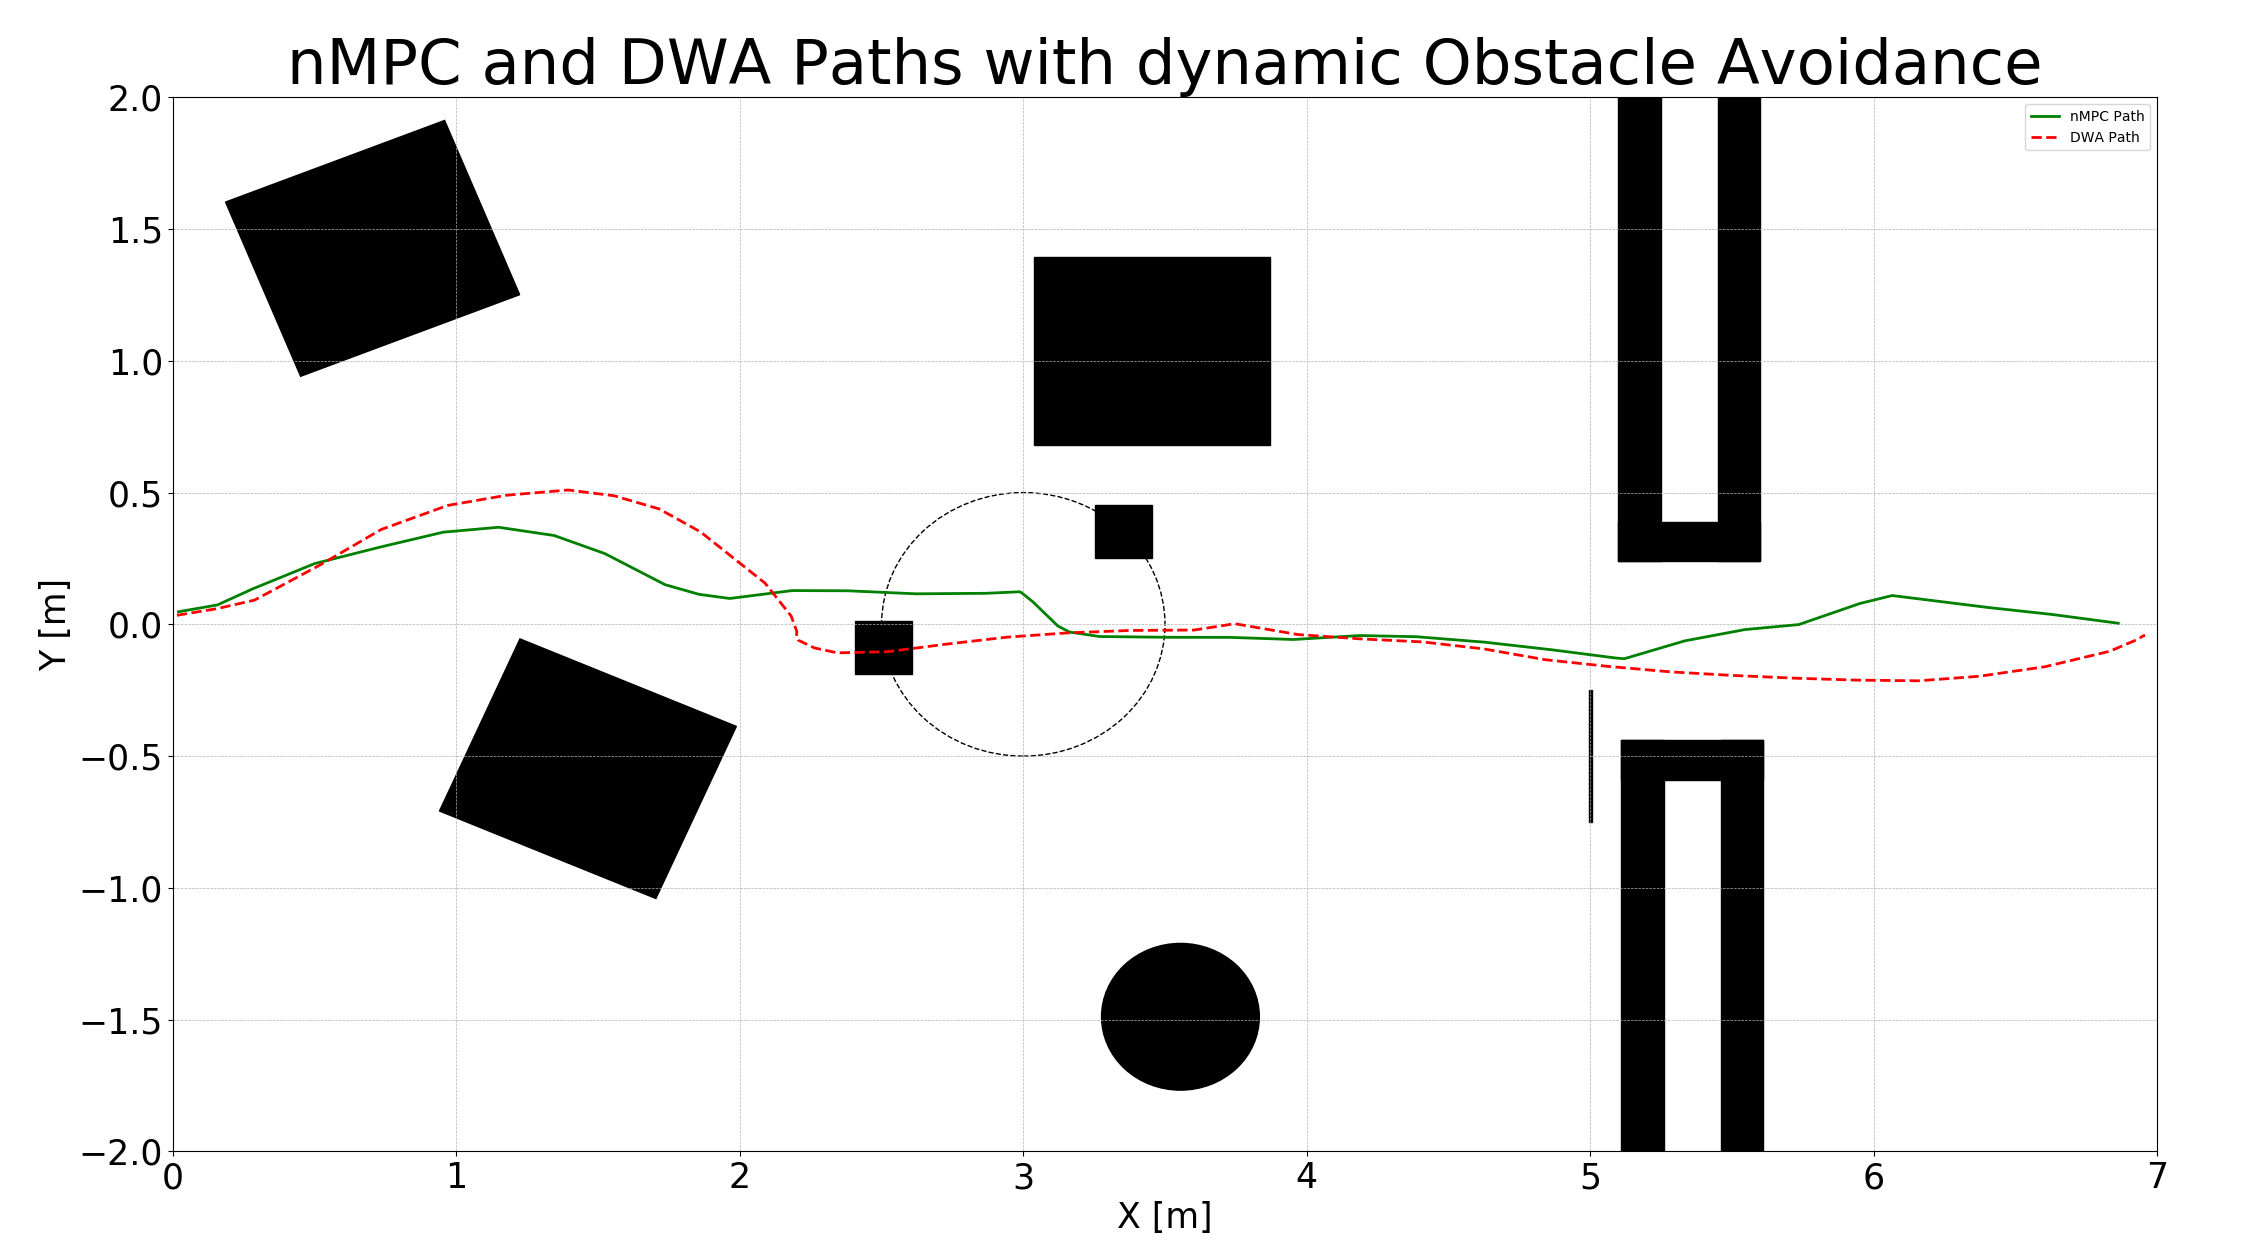 nMPC and DWA Paths with dynamic Obstacle Avoidance
nMPC Path
DWA Path
Y [m]
2.0
1.5
1.0
0.5
0.0
−0.5
−1.0
−1.5
−2.0
0 1 2 3 4 5 6 7
X [m]